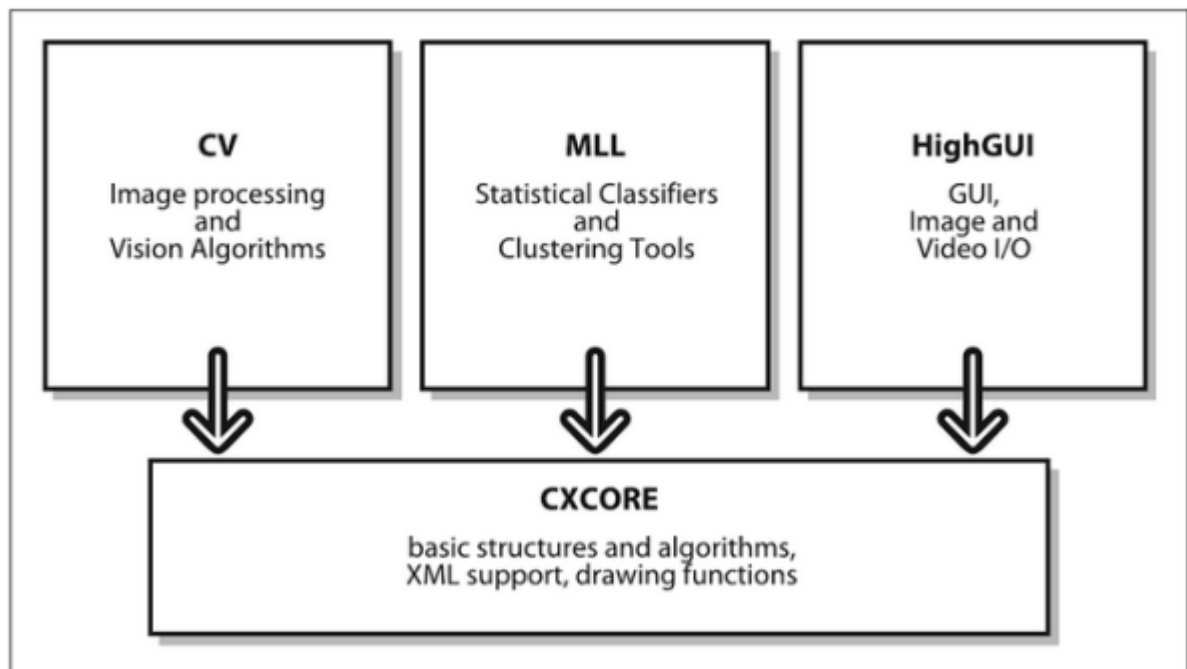 CV
Image processing
and
Vision Algorithms
MLL
Statistical Classifiers
and
Clustering Tools
HighGUI
GUI,
Image and
Video I/O
CXCORE
basic structures and algorithms,
XML support, drawing functions